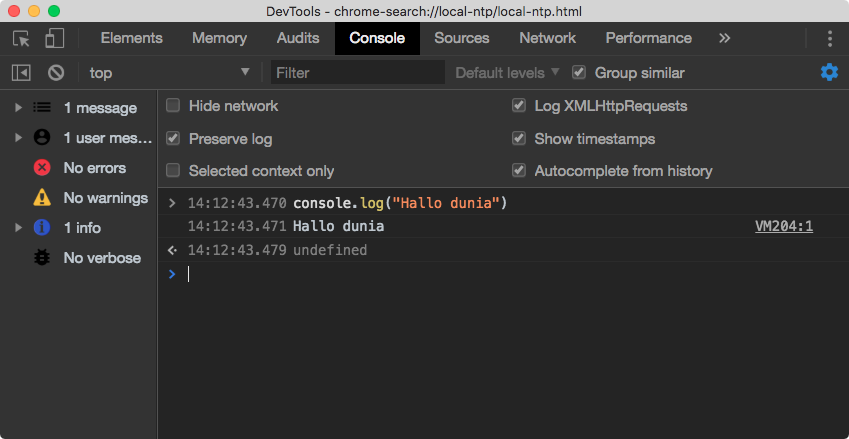 DevTools - chrome-search://local-ntp/local-ntp.html
Elements Memory Audits Console Sources Network Performance »
top ▼ Filter Default levels ▼ Group similar
1 message
1 user mes…
No errors
No warnings
1 info
No verbose
Hide network Log XMLHttpRequests
Preserve log Show timestamps
Selected context only Autocomplete from history
> 14:12:43.470 console.log("Hallo dunia")
14:12:43.471 Hallo dunia VM204:1
14:12:43.479 undefined
>